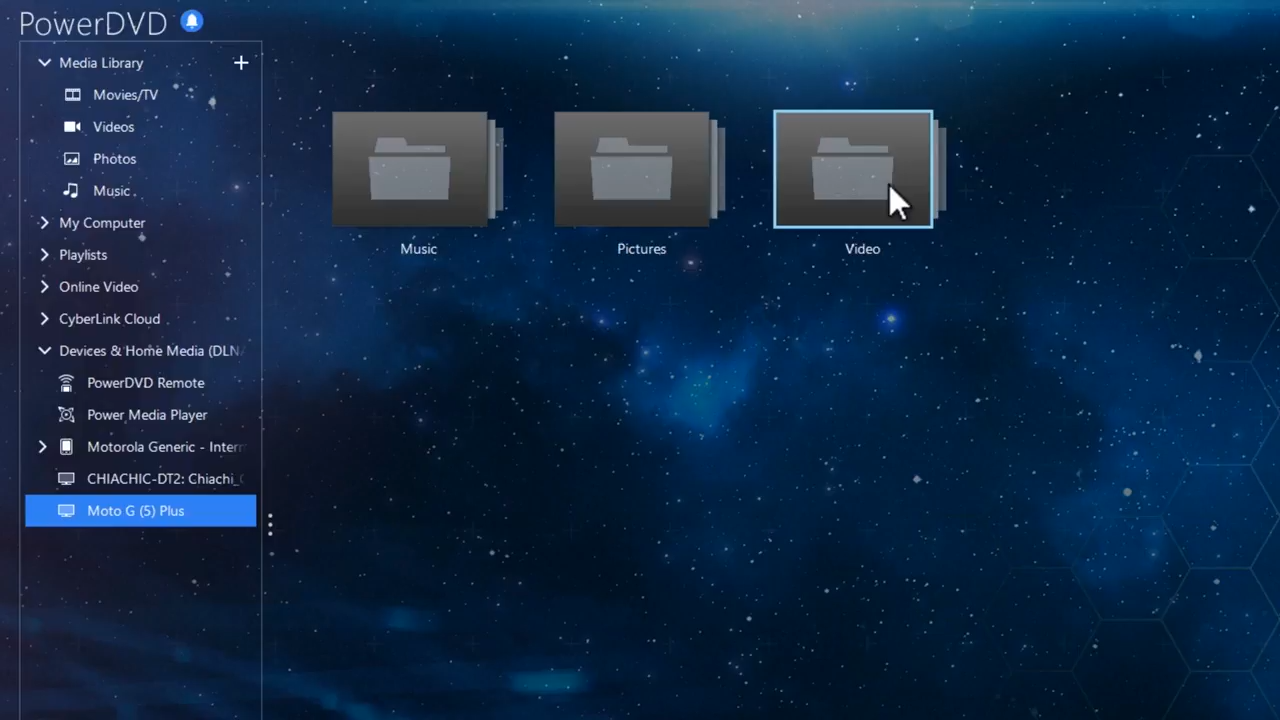 PowerDVD
Media Library
Movies/TV
Videos
Photos
Music
My Computer
Playlists
Online Video
CyberLink Cloud
Devices & Home Media (DLN
PowerDVD Remote
Power Media Player
Motorola Generic - Inter
CHIACHIC-DT2: Chiachi_
Moto G (5) Plus
Music
Pictures
Video